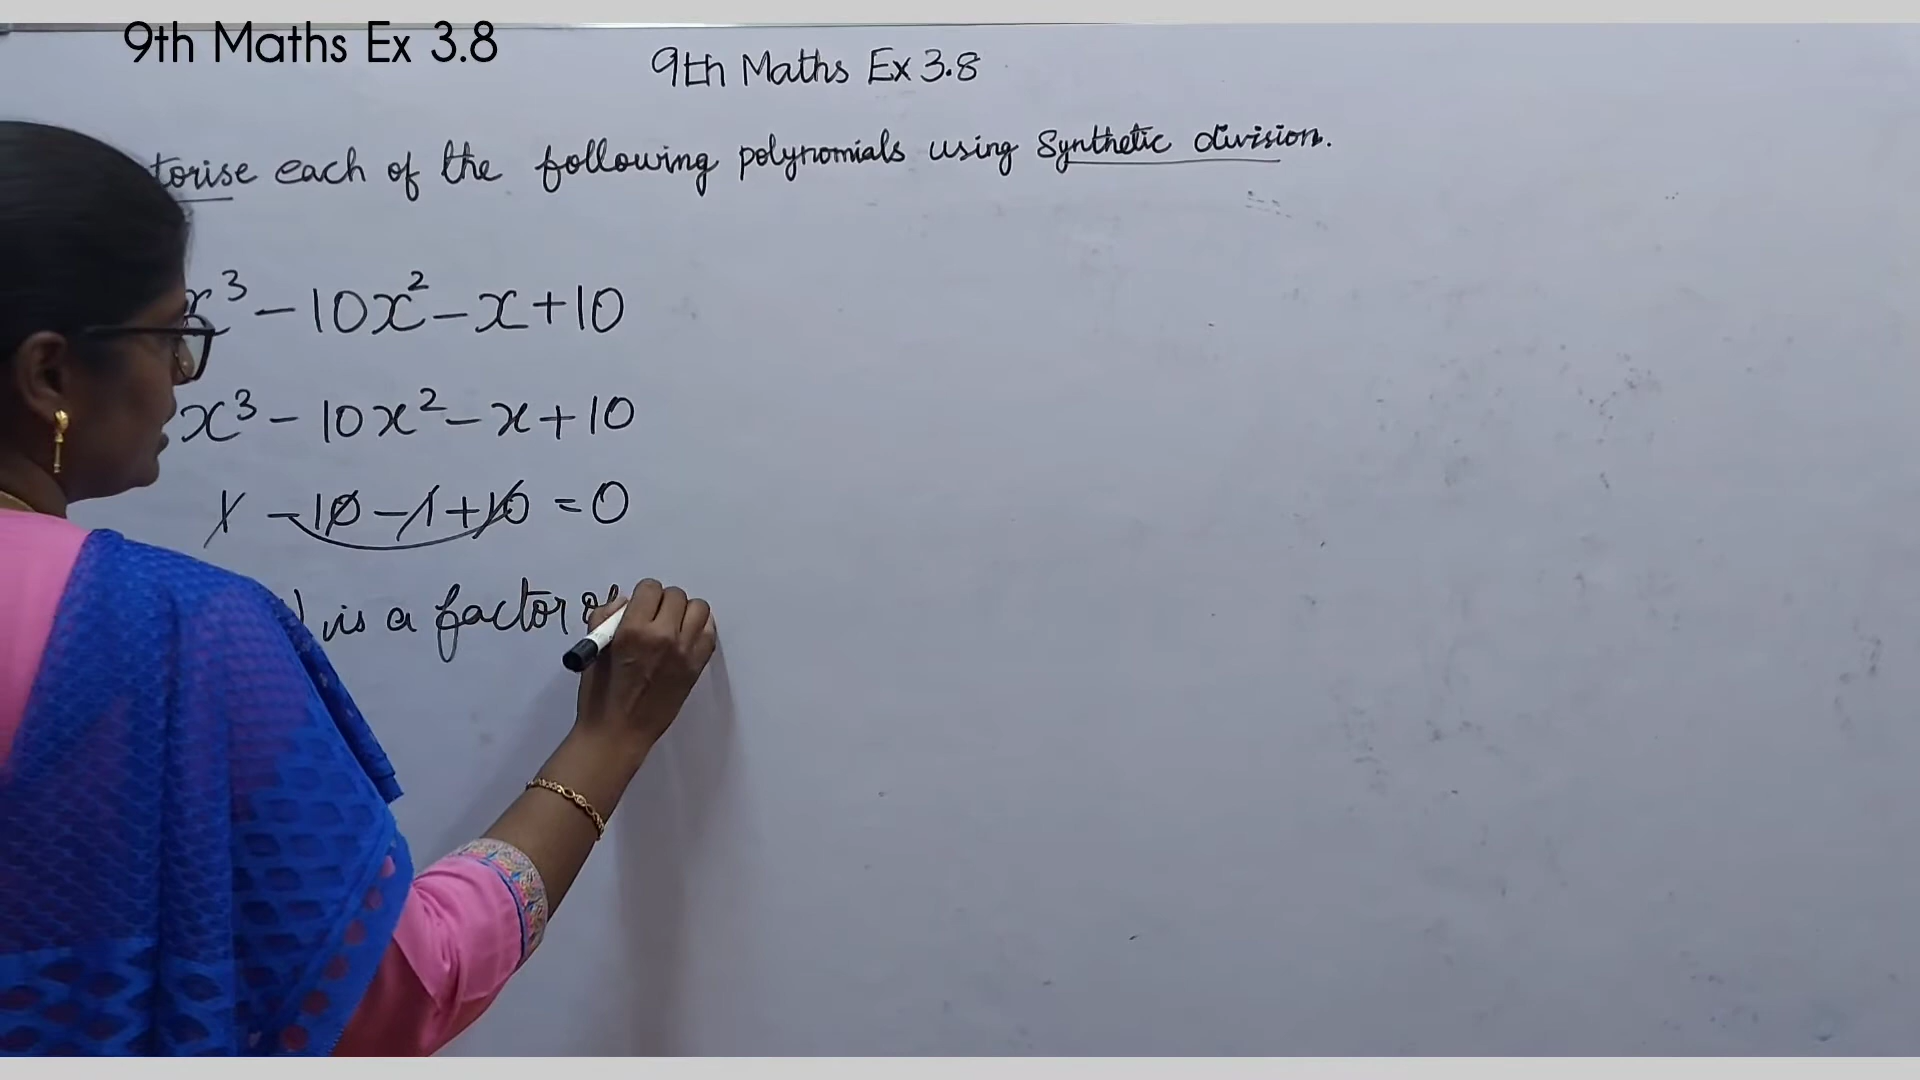 9th Maths Ex 3.8
9th Maths Ex 3.8
torise each of the following polynomials using Synthetic division.
x³ - 10x² - x + 10
x³ - 10x² - x + 10
1 - 10 - 1 + 10 = 0
) is a factor